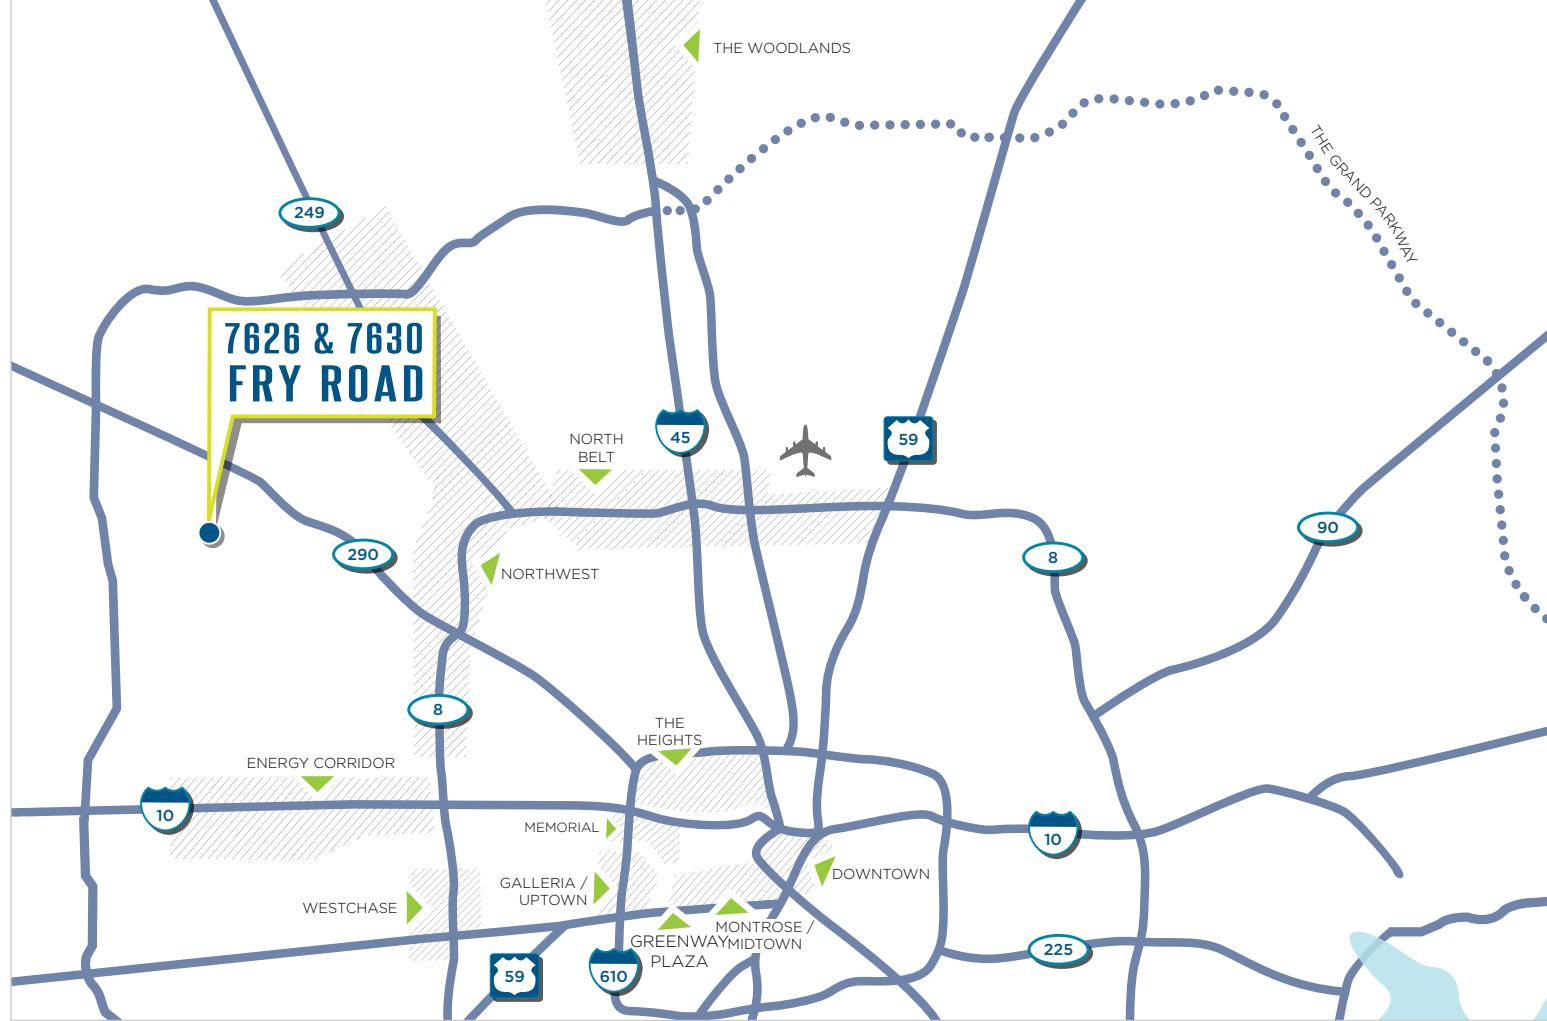 THE WOODLANDS
THE GRAND PARKWAY
249
7626 & 7630
FRY ROAD
NORTH
BELT
45
59
90
290
8
NORTHWEST
8
THE
HEIGHTS
ENERGY CORRIDOR
10
MEMORIAL
10
DOWNTOWN
GALLERIA /
UPTOWN
WESTCHASE
MONTROSE /
MIDTOWN
GREENWAY
PLAZA
225
59
610